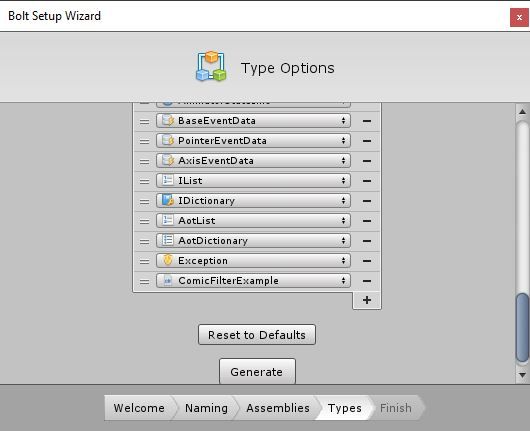 Bolt Setup Wizard
x
Type Options
BaseEventData
PointerEventData
AxisEventData
IList
IDictionary
AotList
AotDictionary
Exception
ComicFilterExample
Reset to Defaults
Generate
Welcome Naming Assemblies Types Finish